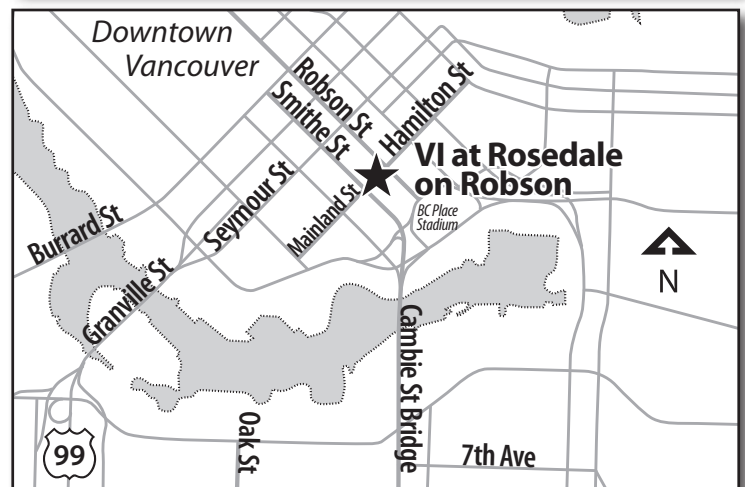 Downtown
Vancouver
Robson St
Smithe St
Hamilton St
VI at Rosedale
on Robson
Seymour St
Mainland St
BC Place
Stadium
Burrard St
Granville St
N
Cambie St Bridge
Oak St
7th Ave
99